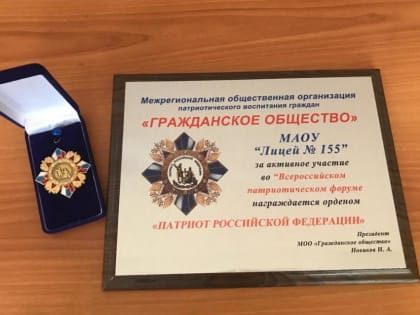 Межрегиональная общественная организация
патриотического воспитания граждан
«ГРАЖДАНСКОЕ ОБЩЕСТВО»
МАОУ
“Лицей № 155”
за активное участие
во “Всероссийском
патриотическом форуме
награждается орденом
«ПАТРИОТ РОССИЙСКОЙ ФЕДЕРАЦИИ»
Президент
МОО «Гражданское общество»
Новиков Н. А.